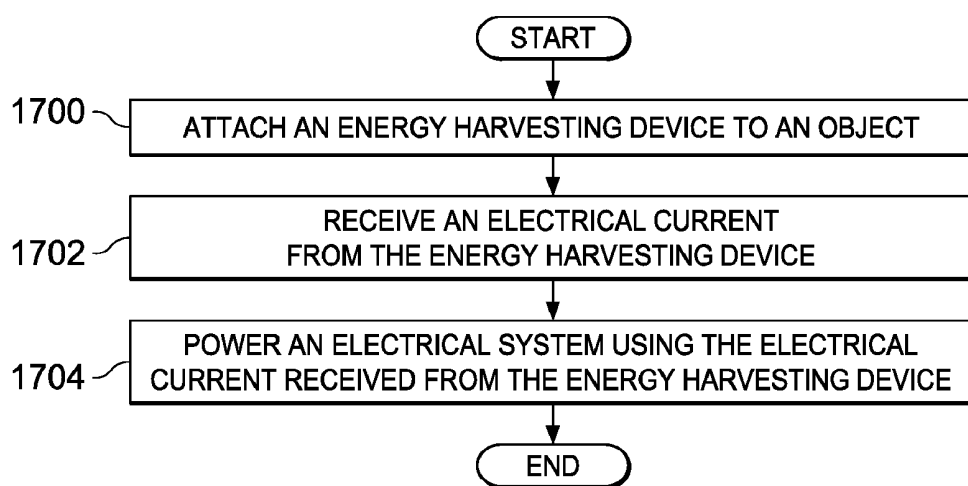 START
1700
ATTACH AN ENERGY HARVESTING DEVICE TO AN OBJECT
1702
RECEIVE AN ELECTRICAL CURRENT
FROM THE ENERGY HARVESTING DEVICE
1704
POWER AN ELECTRICAL SYSTEM USING THE ELECTRICAL
CURRENT RECEIVED FROM THE ENERGY HARVESTING DEVICE
END